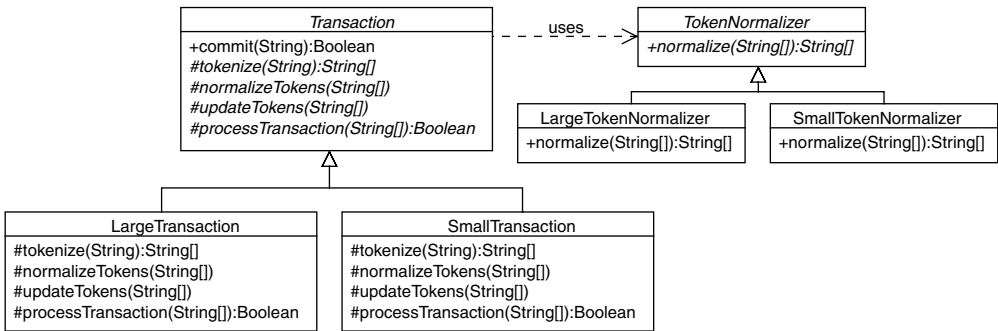 Transaction
+commit(String):Boolean
#tokenize(String):String[]
#normalizeTokens(String[])
#updateTokens(String[])
#processTransaction(String[]):Boolean
uses
TokenNormalizer
+normalize(String[]):String[]
LargeTokenNormalizer
+normalize(String[]):String[]
SmallTokenNormalizer
+normalize(String[]):String[]
LargeTransaction
#tokenize(String):String[]
#normalizeTokens(String[])
#updateTokens(String[])
#processTransaction(String[]):Boolean
SmallTransaction
#tokenize(String):String[]
#normalizeTokens(String[])
#updateTokens(String[])
#processTransaction(String[]):Boolean